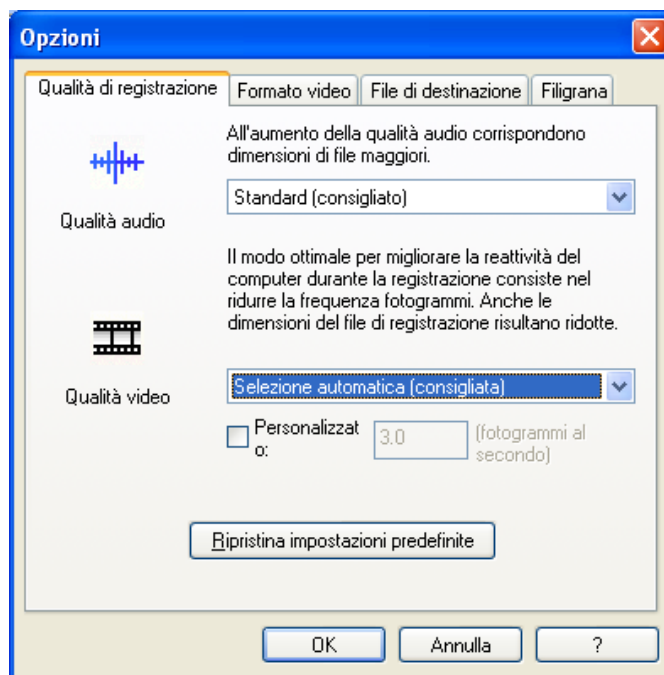 Opzioni
Qualità di registrazione
Formato video
File di destinazione
Filigrana
All'aumento della qualità audio corrispondono
dimensioni di file maggiori.
Standard (consigliato)
Qualità audio
Il modo ottimale per migliorare la reattività del
computer durante la registrazione consiste nel
ridurre la frequenza fotogrammi. Anche le
dimensioni del file di registrazione risultano ridotte.
Selezione automatica (consigliata)
Qualità video
Personalizzat
o:
3.0
(fotogrammi al
secondo)
Ripristina impostazioni predefinite
OK
Annulla
?